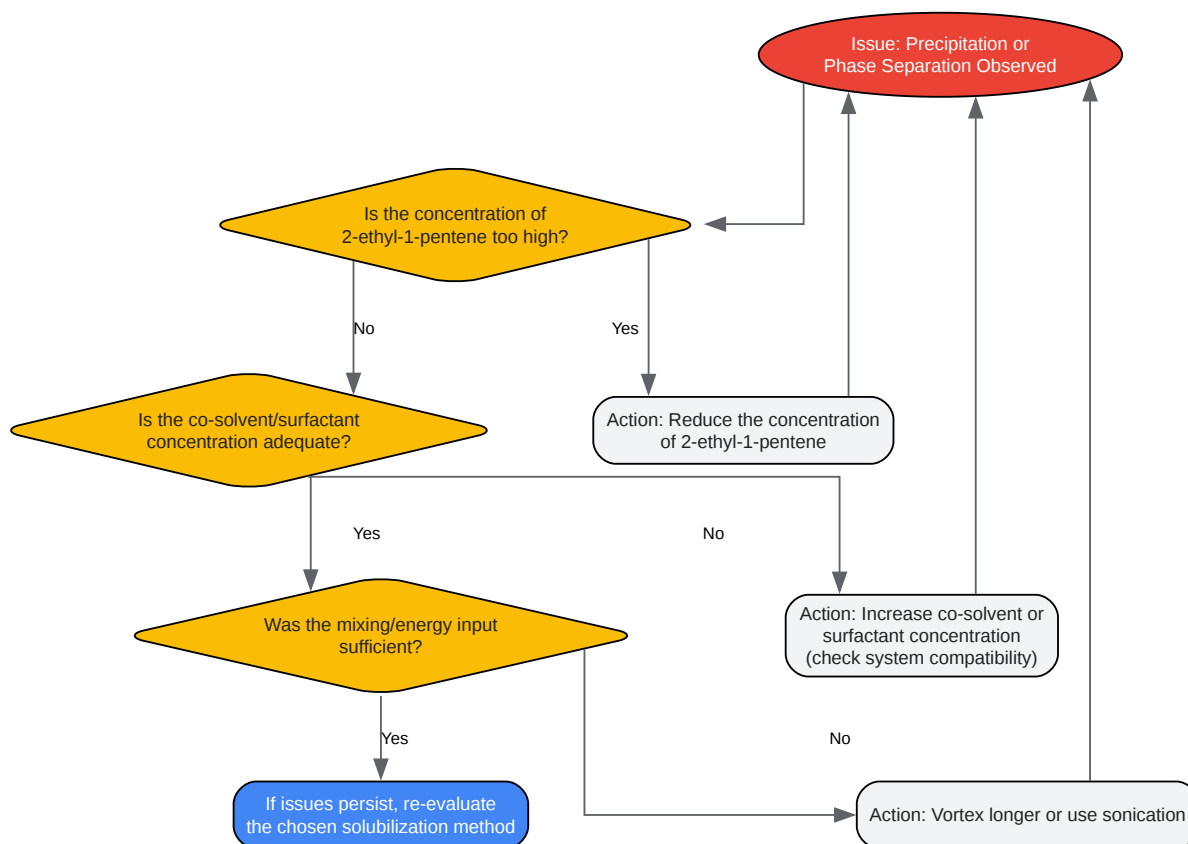 Issue: Precipitation or
Phase Separation Observed
Is the concentration of
2-ethyl-1-pentene too high?
No
Yes
Is the co-solvent/surfactant
concentration adequate?
Action: Reduce the concentration
of 2-ethyl-1-pentene
Yes
No
Was the mixing/energy input
sufficient?
Action: Increase co-solvent or
surfactant concentration
(check system compatibility)
Yes
No
If issues persist, re-evaluate
the chosen solubilization method
Action: Vortex longer or use sonication